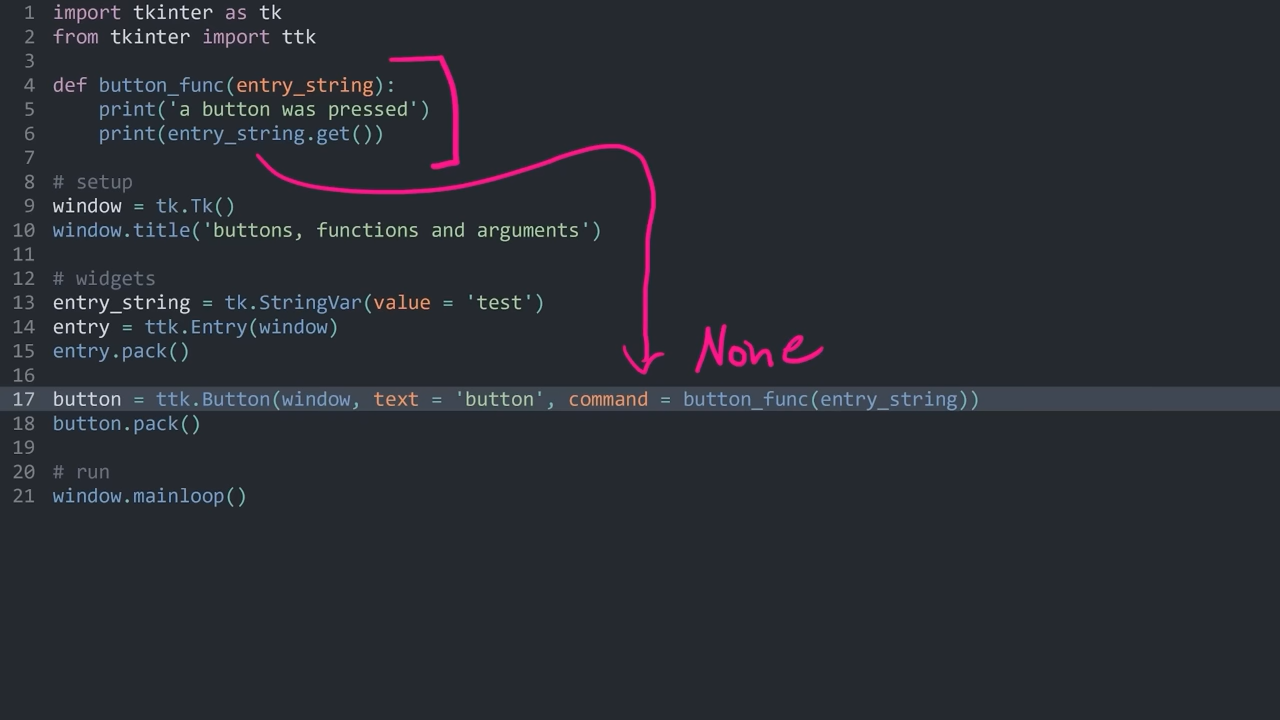 1 import tkinter as tk
2 from tkinter import ttk
3
4 def button_func(entry_string):
5     print('a button was pressed')
6     print(entry_string.get())
7
8 # setup
9 window = tk.Tk()
10 window.title('buttons, functions and arguments')
11
12 # widgets
13 entry_string = tk.StringVar(value = 'test')
14 entry = ttk.Entry(window)
15 entry.pack()
None
16
17 button = ttk.Button(window, text = 'button', command = button_func(entry_string))
18 button.pack()
19
20 # run
21 window.mainloop()